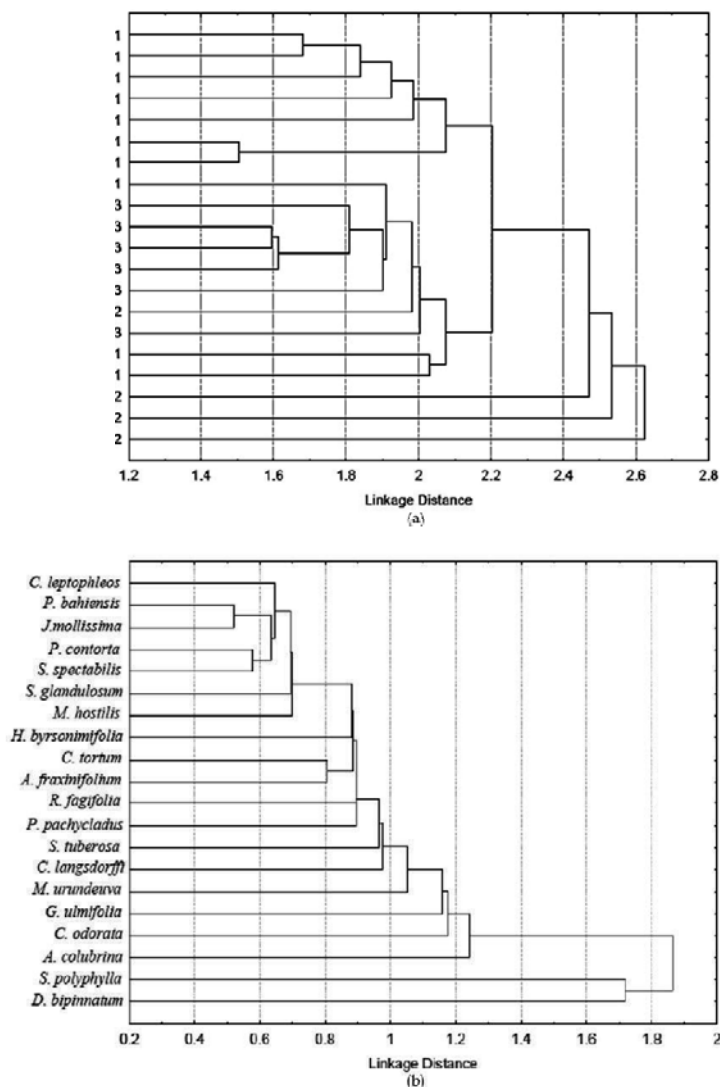 1
1
1
1
1
1
1
1
3
3
3
3
3
2
3
1
1
2
2
2
1.2 1.4 1.6 1.8 2 2.2 2.4 2.6 2.8
Linkage Distance
(a)
C. leptophleos
P. bahiensis
J.mollissima
P. contorta
S. spectabilis
S. glandulosum
M. hostilis
H. byrsonimifolia
C. tortum
A. fraxinifolium
R. fagifolia
P. pachycladus
S. tuberosa
C. langsdorffi
M. urundeuva
G. ulmifolia
C. odorata
A. colubrina
S. polyphylla
D. bipinnatum
0.2 0.4 0.6 0.8 1 1.2 1.4 1.6 1.8 2
Linkage Distance
(b)